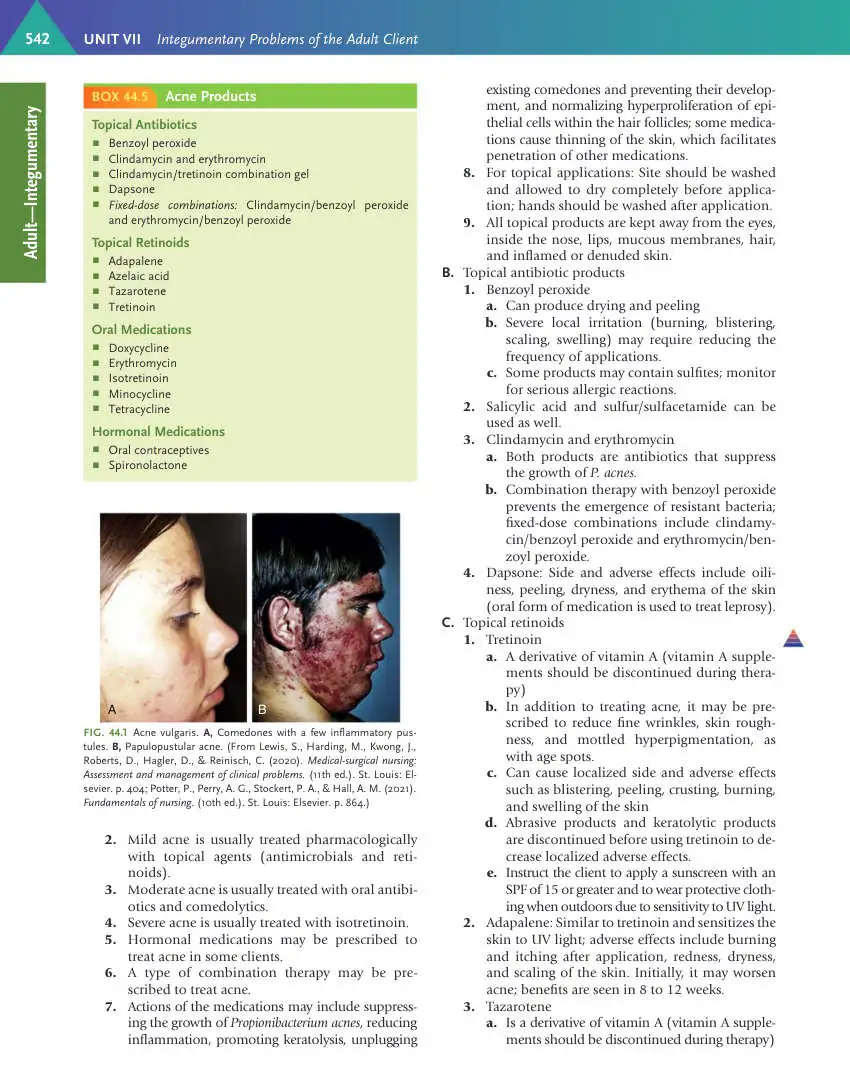 542
UNIT VII Integumentary Problems of the Adult Client
Adult—Integumentary
BOX 44.5 Acne Products
Topical Antibiotics
■ Benzoyl peroxide
■ Clindamycin and erythromycin
■ Clindamycin/tretinoin combination gel
■ Dapsone
■ Fixed-dose combinations: Clindamycin/benzoyl peroxide
and erythromycin/benzoyl peroxide
Topical Retinoids
■ Adapalene
■ Azelaic acid
■ Tazarotene
■ Tretinoin
Oral Medications
■ Doxycycline
■ Erythromycin
■ Isotretinoin
■ Minocycline
■ Tetracycline
Hormonal Medications
■ Oral contraceptives
■ Spironolactone
A
B
FIG. 44.1 Acne vulgaris. A, Comedones with a few inflammatory pus-
tules. B, Papulopustular acne. (From Lewis, S., Harding, M., Kwong, J.,
Roberts, D., Hagler, D., & Reinisch, C. (2020). Medical-surgical nursing:
Assessment and management of clinical problems. (11th ed.). St. Louis: El-
sevier. p. 404; Potter, P., Perry, A. G., Stockert, P. A., & Hall, A. M. (2021).
Fundamentals of nursing. (10th ed.). St. Louis: Elsevier. p. 864.)
2. Mild acne is usually treated pharmacologically
with topical agents (antimicrobials and reti-
noids).
3. Moderate acne is usually treated with oral antibi-
otics and comedolytics.
4. Severe acne is usually treated with isotretinoin.
5. Hormonal medications may be prescribed to
treat acne in some clients.
6. A type of combination therapy may be pre-
scribed to treat acne.
7. Actions of the medications may include suppress-
ing the growth of Propionibacterium acnes, reducing
inflammation, promoting keratolysis, unplugging
existing comedones and preventing their develop-
ment, and normalizing hyperproliferation of epi-
thelial cells within the hair follicles; some medica-
tions cause thinning of the skin, which facilitates
penetration of other medications.
8. For topical applications: Site should be washed
and allowed to dry completely before applica-
tion; hands should be washed after application.
9. All topical products are kept away from the eyes,
inside the nose, lips, mucous membranes, hair,
and inflamed or denuded skin.
B. Topical antibiotic products
1. Benzoyl peroxide
a. Can produce drying and peeling
b. Severe local irritation (burning, blistering,
scaling, swelling) may require reducing the
frequency of applications.
c. Some products may contain sulfites; monitor
for serious allergic reactions.
2. Salicylic acid and sulfur/sulfacetamide can be
used as well.
3. Clindamycin and erythromycin
a. Both products are antibiotics that suppress
the growth of P. acnes.
b. Combination therapy with benzoyl peroxide
prevents the emergence of resistant bacteria;
fixed-dose combinations include clindamy-
cin/benzoyl peroxide and erythromycin/ben-
zoyl peroxide.
4. Dapsone: Side and adverse effects include oili-
ness, peeling, dryness, and erythema of the skin
(oral form of medication is used to treat leprosy).
C. Topical retinoids
1. Tretinoin
a. A derivative of vitamin A (vitamin A supple-
ments should be discontinued during thera-
py)
b. In addition to treating acne, it may be pre-
scribed to reduce fine wrinkles, skin rough-
ness, and mottled hyperpigmentation, as
with age spots.
c. Can cause localized side and adverse effects
such as blistering, peeling, crusting, burning,
and swelling of the skin
d. Abrasive products and keratolytic products
are discontinued before using tretinoin to de-
crease localized adverse effects.
e. Instruct the client to apply a sunscreen with an
SPF of 15 or greater and to wear protective cloth-
ing when outdoors due to sensitivity to UV light.
2. Adapalene: Similar to tretinoin and sensitizes the
skin to UV light; adverse effects include burning
and itching after application, redness, dryness,
and scaling of the skin. Initially, it may worsen
acne; benefits are seen in 8 to 12 weeks.
3. Tazarotene
a. Is a derivative of vitamin A (vitamin A supple-
ments should be discontinued during therapy)